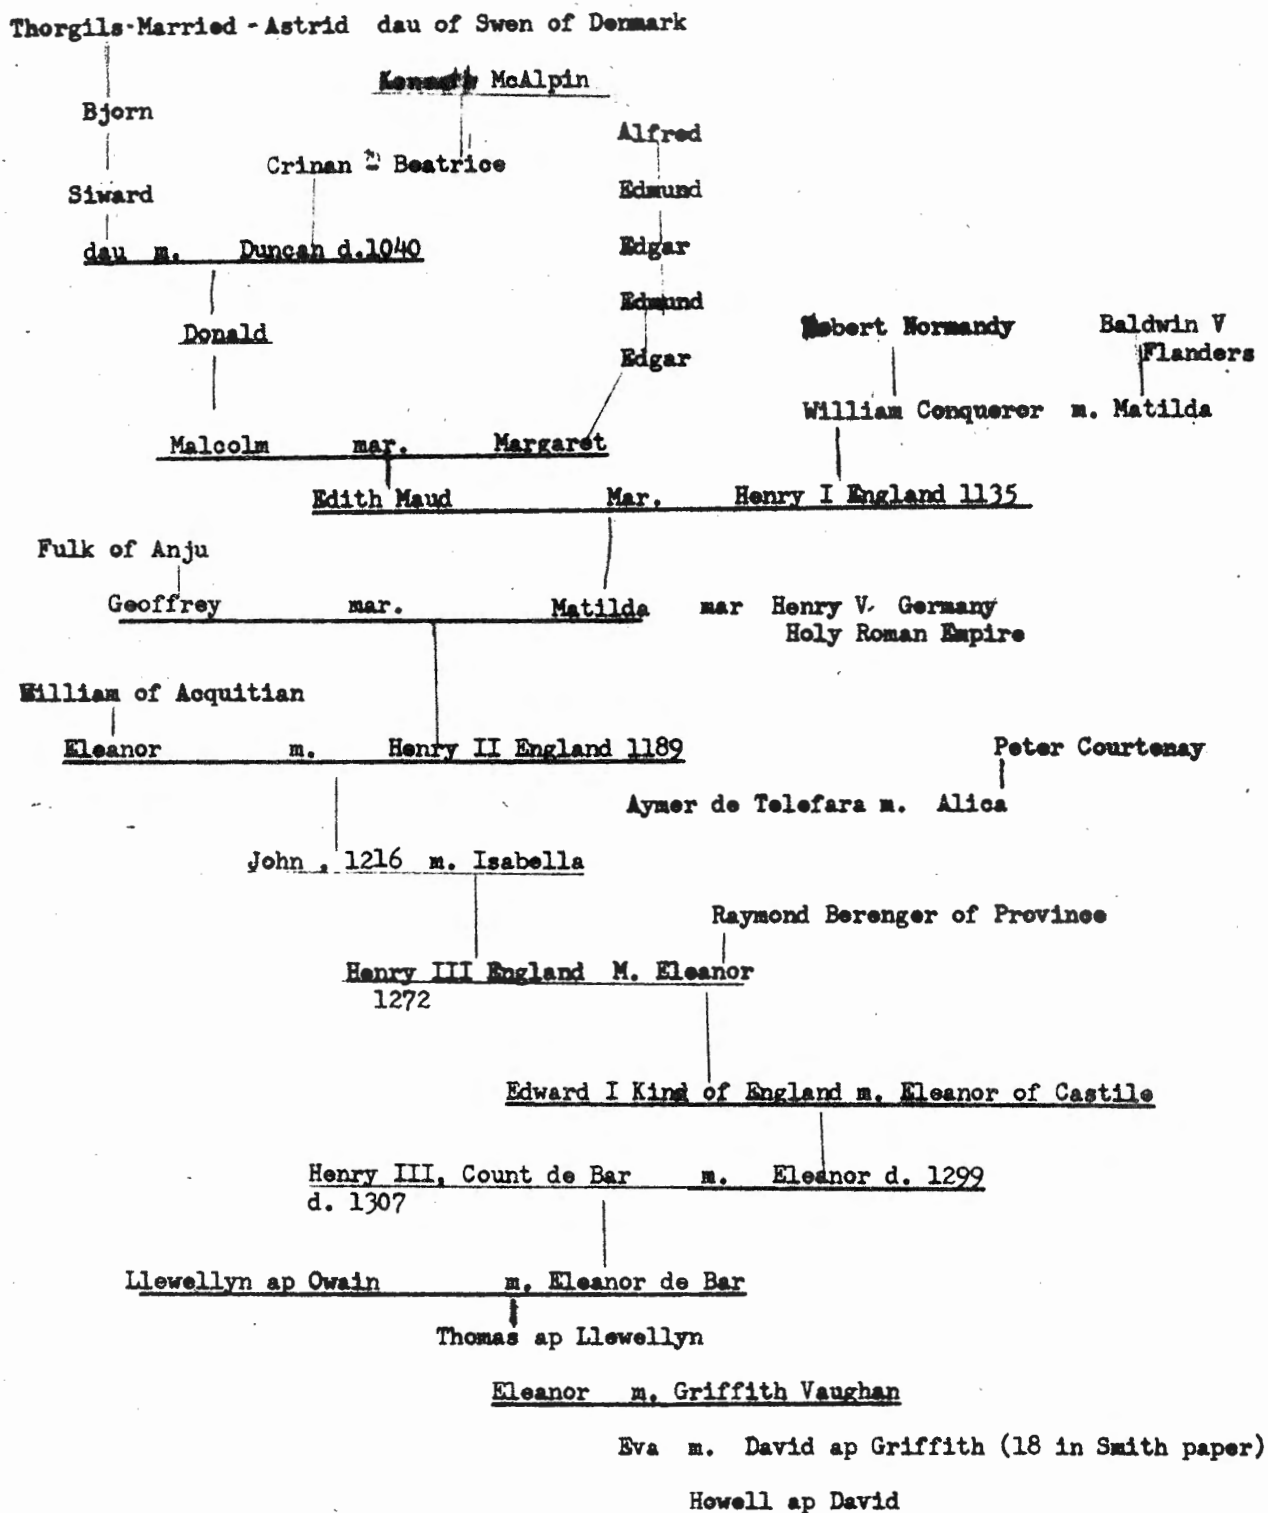 Thorgils-Married - Astrid dau of Swen of Denmark
Kenneth McAlpin
Bjorn
Alfred
Crinan = Beatrice
Siward
Edmund
dau m. Duncan d.1040
Edgar
Edmund
Donald
Robert Normandy
Baldwin V
Flanders
Edgar
William Conqueror m. Matilda
Malcolm mar. Margaret
Edith Maud Mar. Henry I England 1135
Fulk of Anju
Geoffrey mar. Matilda mar Henry V. Germany
Holy Roman Empire
William of Acquitian
Eleanor m. Henry II England 1189
Peter Courtenay
Aymer de Telefara m. Alica
John , 1216 m. Isabella
Raymond Berenger of Province
Henry III England M. Eleanor
1272
Edward I Kind of England m. Eleanor of Castile
Henry III, Count de Bar m. Eleanor d. 1299
d. 1307
Llewellyn ap Owain m. Eleanor de Bar
Thomas ap Llewellyn
Eleanor m. Griffith Vaughan
Eva m. David ap Griffith (18 in Smith paper)
Howell ap David